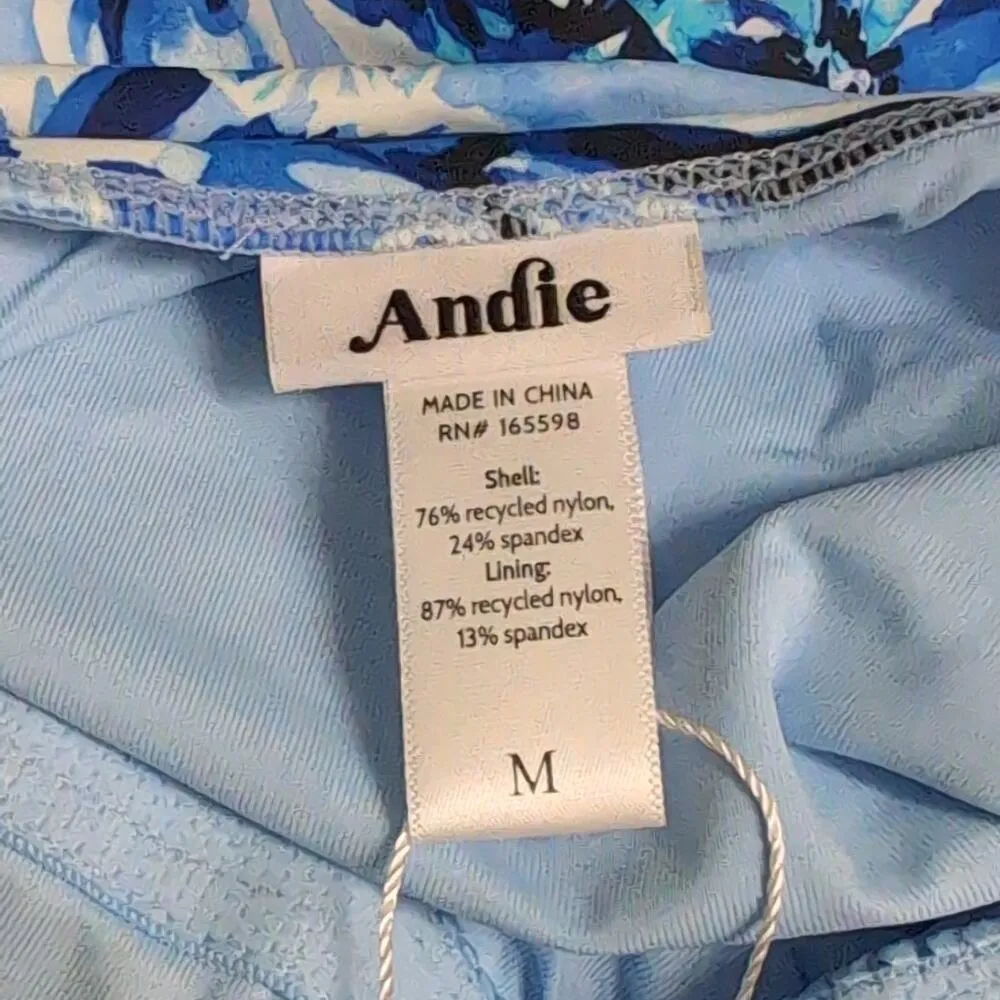 Andie
MADE IN CHINA
RN# 165598
Shell:
76% recycled nylon,
24% spandex
Lining:
87% recycled nylon,
13% spandex
M